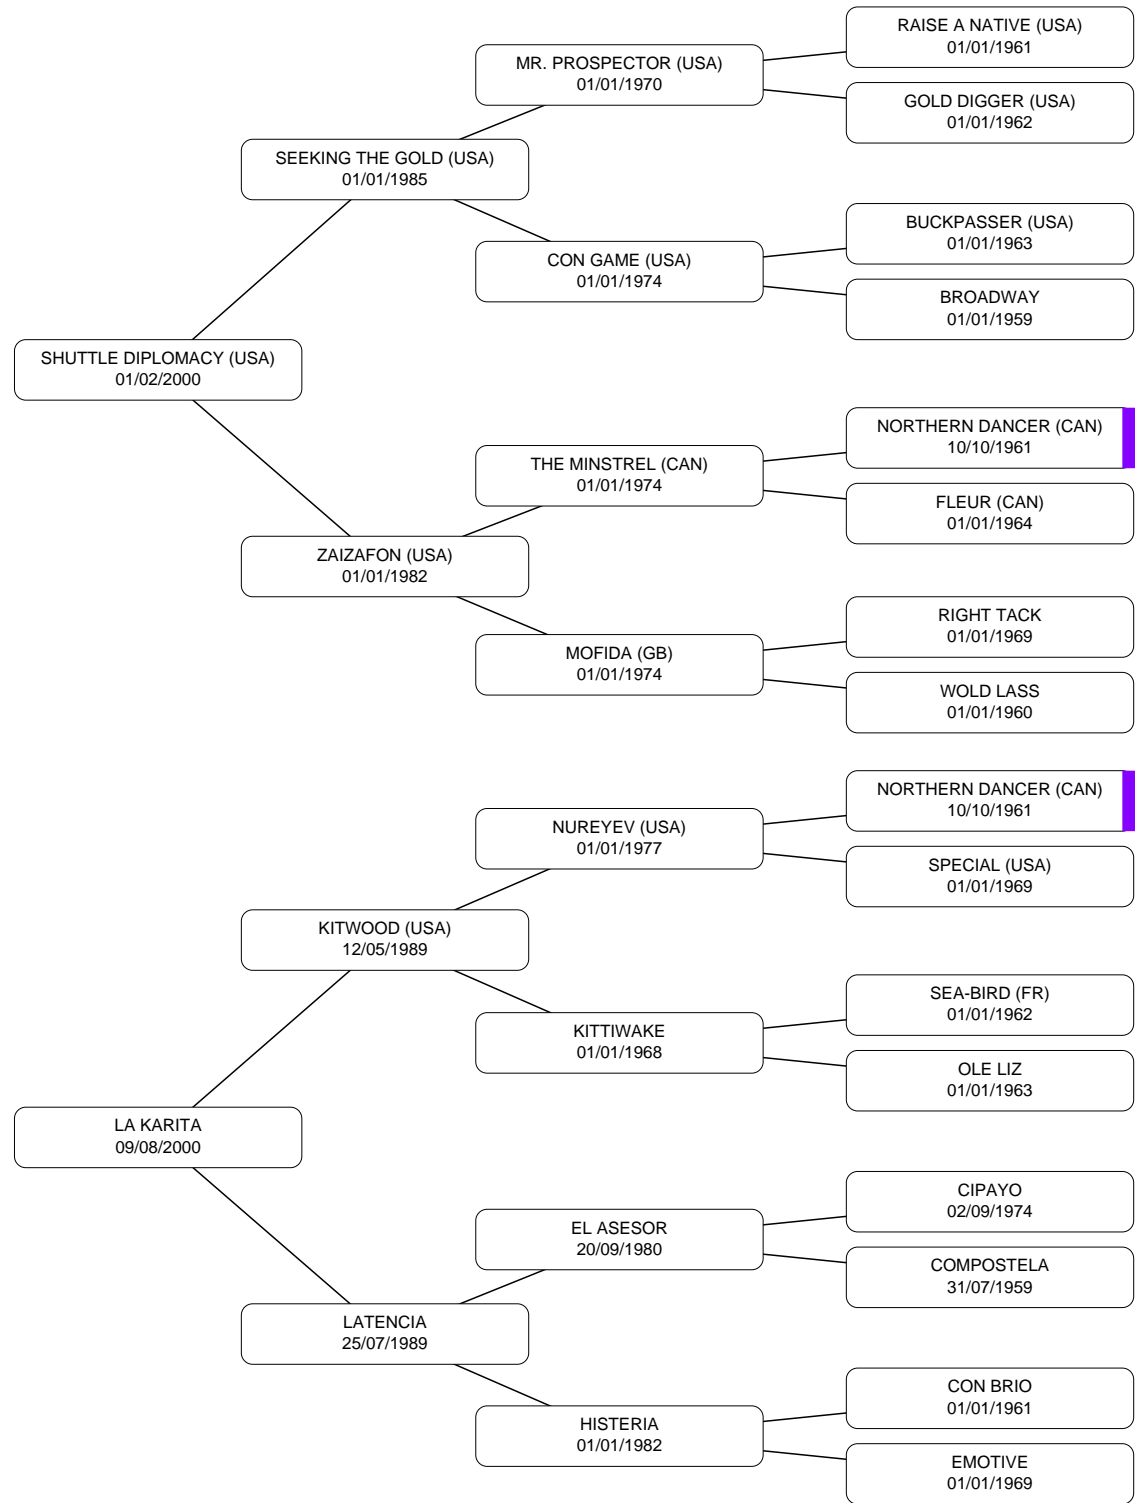 RAISE A NATIVE (USA)
01/01/1961
MR. PROSPECTOR (USA)
01/01/1970
GOLD DIGGER (USA)
01/01/1962
SEEKING THE GOLD (USA)
01/01/1985
BUCKPASSER (USA)
01/01/1963
CON GAME (USA)
01/01/1974
BROADWAY
01/01/1959
SHUTTLE DIPLOMACY (USA)
01/02/2000
NORTHERN DANCER (CAN)
10/10/1961
THE MINSTREL (CAN)
01/01/1974
FLEUR (CAN)
01/01/1964
ZAIZAFON (USA)
01/01/1982
RIGHT TACK
01/01/1969
MOFIDA (GB)
01/01/1974
WOLD LASS
01/01/1960
NORTHERN DANCER (CAN)
10/10/1961
NUREYEV (USA)
01/01/1977
SPECIAL (USA)
01/01/1969
KITWOOD (USA)
12/05/1989
SEA-BIRD (FR)
01/01/1962
KITTIWAKE
01/01/1968
OLE LIZ
01/01/1963
LA KARITA
09/08/2000
CIPAYO
02/09/1974
EL ASESOR
20/09/1980
COMPOSTELA
31/07/1959
LATENCIA
25/07/1989
CON BRIO
01/01/1961
HISTERIA
01/01/1982
EMOTIVE
01/01/1969